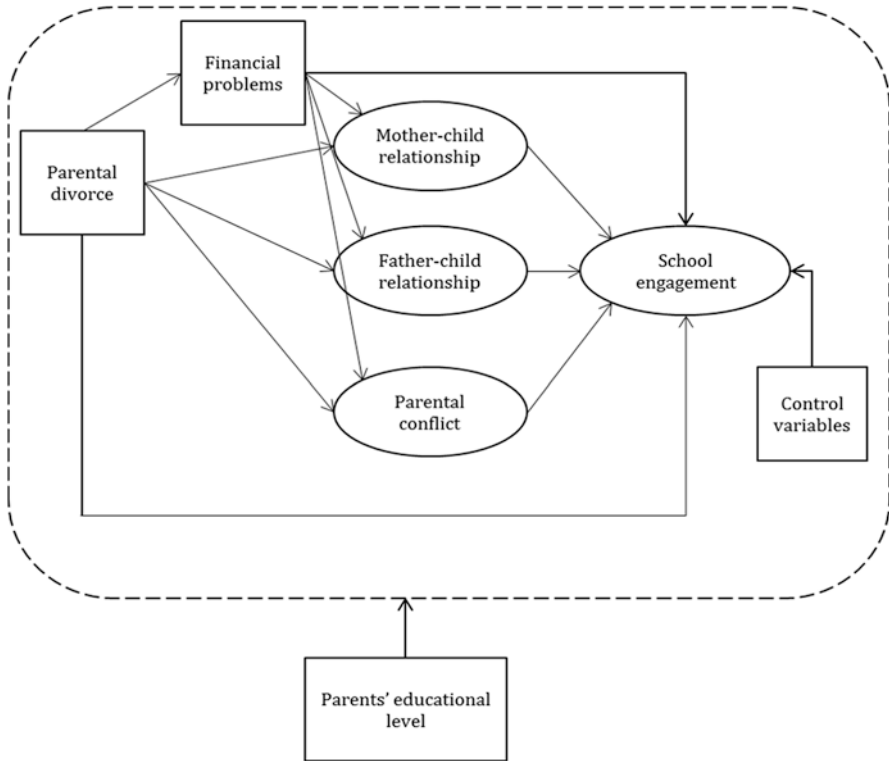 Financial
problems
Mother-child
relationship
Parental
divorce
Father-child
relationship
School
engagement
Parental
conflict
Control
variables
Parents’ educational
level